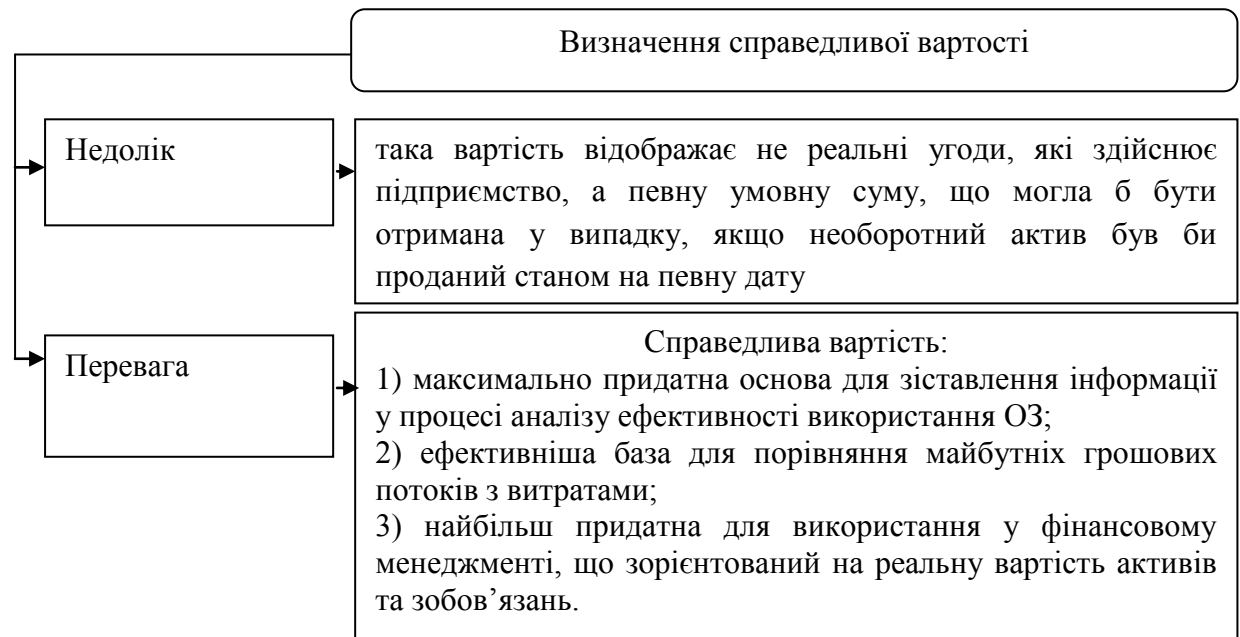 Визначення справедливої вартості
Недолік
така вартість відображає не реальні угоди, які здійснює
підприємство, а певну умовну суму, що могла б бути
отримана у випадку, якщо необоротний актив був би
проданий станом на певну дату
Перевага
Справедлива вартість:
1) максимально придатна основа для зіставлення інформації
у процесі аналізу ефективності використання ОЗ;
2) ефективніша база для порівняння майбутніх грошових
потоків з витратами;
3) найбільш придатна для використання у фінансовому
менеджменті, що зорієнтований на реальну вартість активів
та зобов’язань.